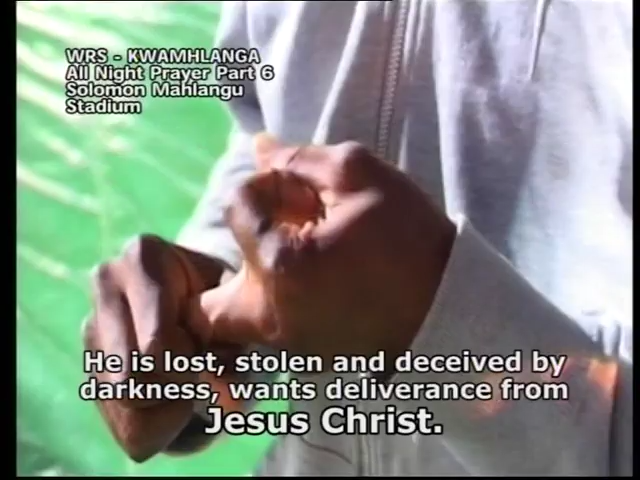 WRS - KWAMHLANGA
All Night Prayer Part 6
Solomon Mahlangu
Stadium
He is lost, stolen and deceived by
darkness, wants deliverance from
Jesus Christ.